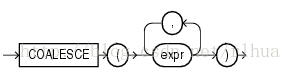 ,
COALESCE ( expr )